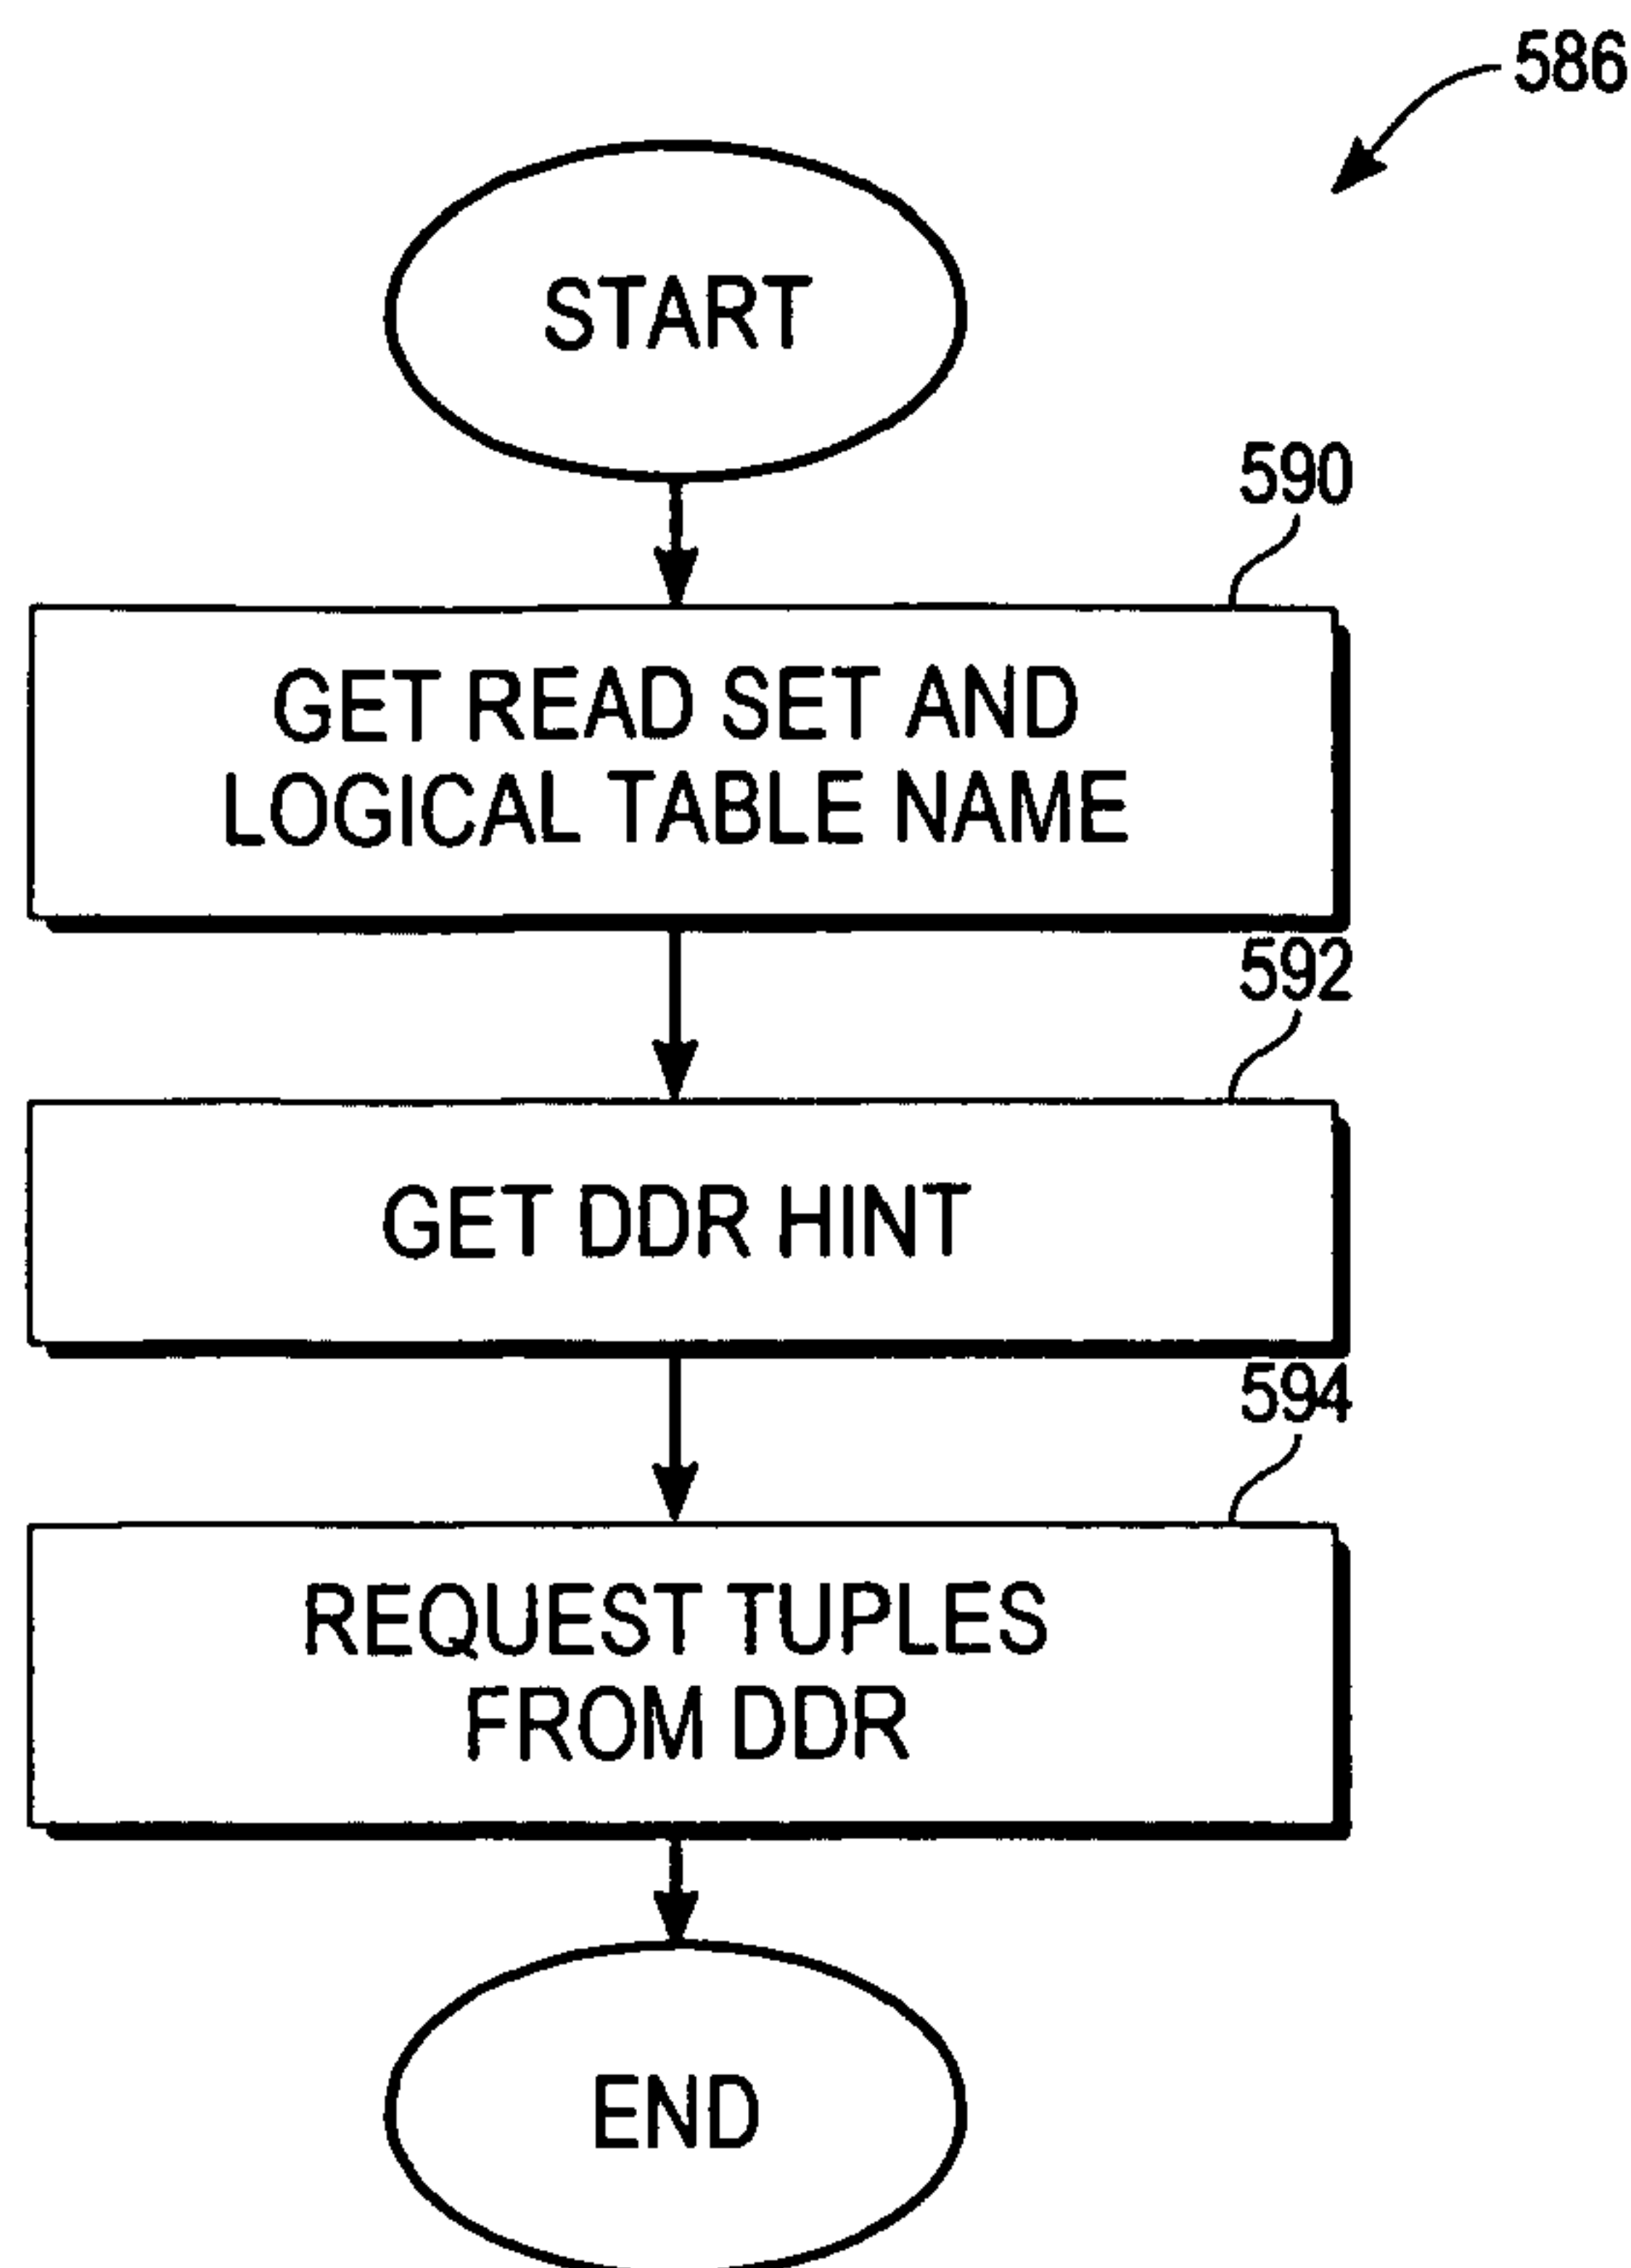 586
START
590
GET READ SET AND
LOGICAL TABLE NAME
592
GET DDR HINT
594
REQUEST TUPLES
FROM DDR
END